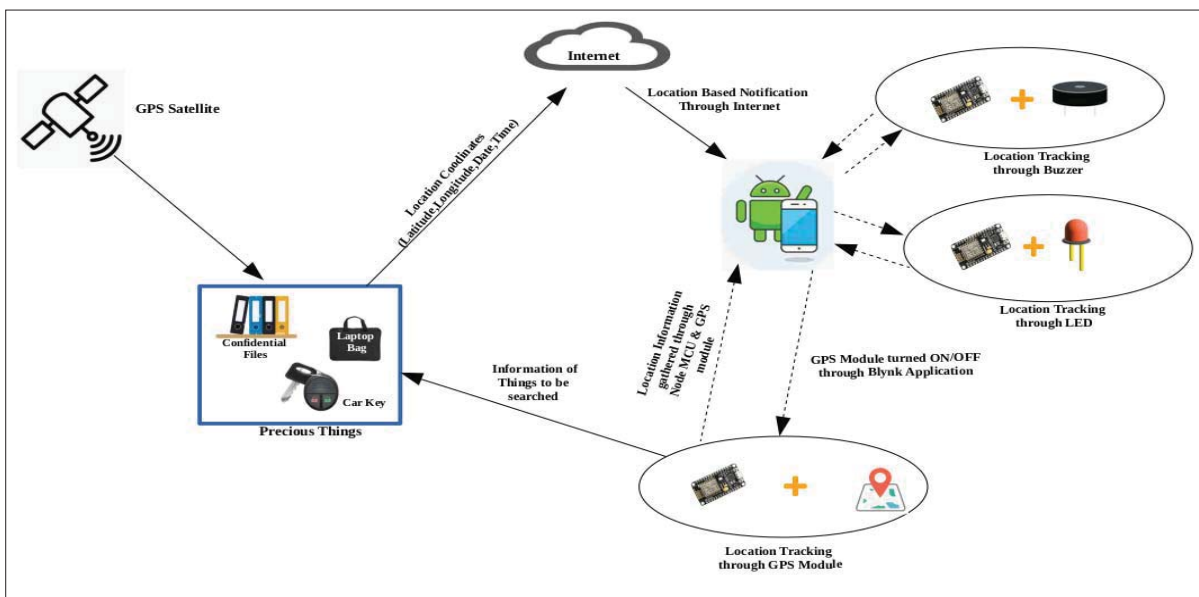 Internet
GPS Satellite
Location Based Notification
Through Internet
Location Coodinates
(Latitude,Longitude,Date,Time)
Location Tracking
through Buzzer
Location Tracking
through LED
Confidential
Files
Laptop
Bag
Car Key
Precious Things
Information of
Things to be
searched
Location Information
gathered through
Node MCU & GPS
module
GPS Module turned ON/OFF
through Blynk Application
Location Tracking
through GPS Module